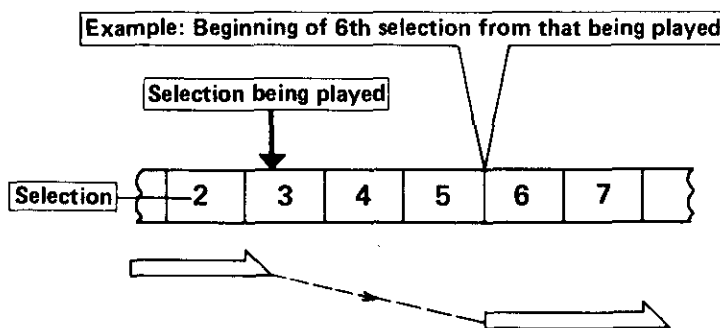 Example: Beginning of 6th selection from that being played
Selection being played
Selection 2 3 4 5 6 7